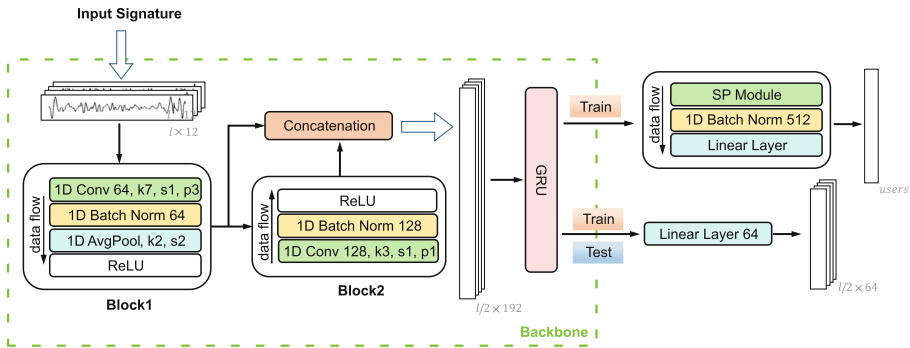 Input Signature
l × 12
data flow
1D Conv 64, k7, s1, p3
1D Batch Norm 64
1D AvgPool, k2, s2
ReLU
Block1
Concatenation
data flow
ReLU
1D Batch Norm 128
1D Conv 128, k3, s1, p1
Block2
l/2 × 192
GRU
Backbone
Train
data flow
SP Module
1D Batch Norm 512
Linear Layer
users
Train
Test
Linear Layer 64
l/2 × 64